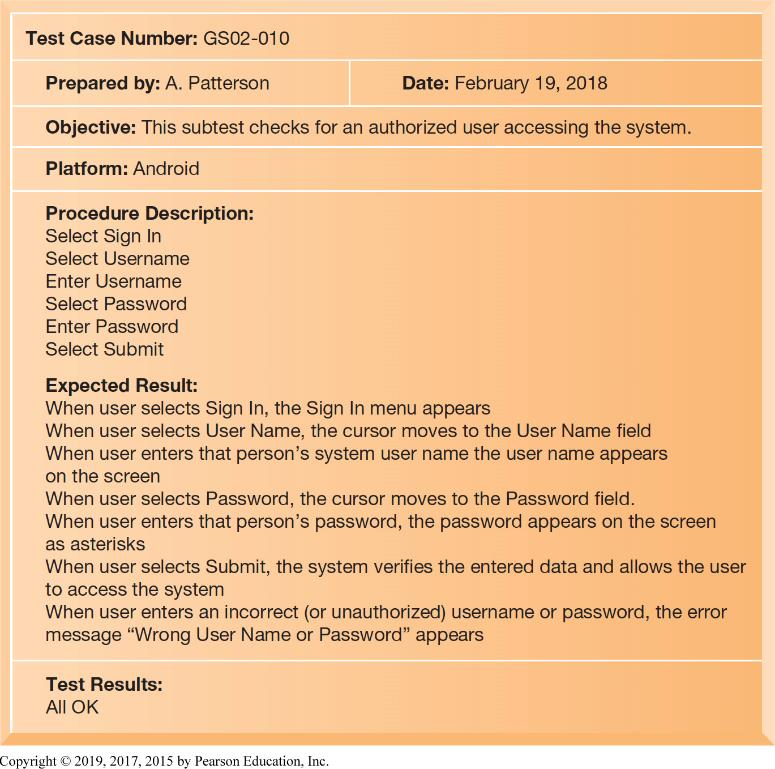 Test Case Number: GS02-010
Prepared by: A. Patterson
Date: February 19, 2018
Objective: This subtest checks for an authorized user accessing the system.
Platform: Android
Procedure Description:
Select Sign In
Select Username
Enter Username
Select Password
Enter Password
Select Submit
Expected Result:
When user selects Sign In, the Sign In menu appears
When user selects User Name, the cursor moves to the User Name field
When user enters that person’s system user name the user name appears
on the screen
When user selects Password, the cursor moves to the Password field.
When user enters that person’s password, the password appears on the screen
as asterisks
When user selects Submit, the system verifies the entered data and allows the user
to access the system
When user enters an incorrect (or unauthorized) username or password, the error
message “Wrong User Name or Password” appears
Test Results:
All OK
Copyright © 2019, 2017, 2015 by Pearson Education, Inc.